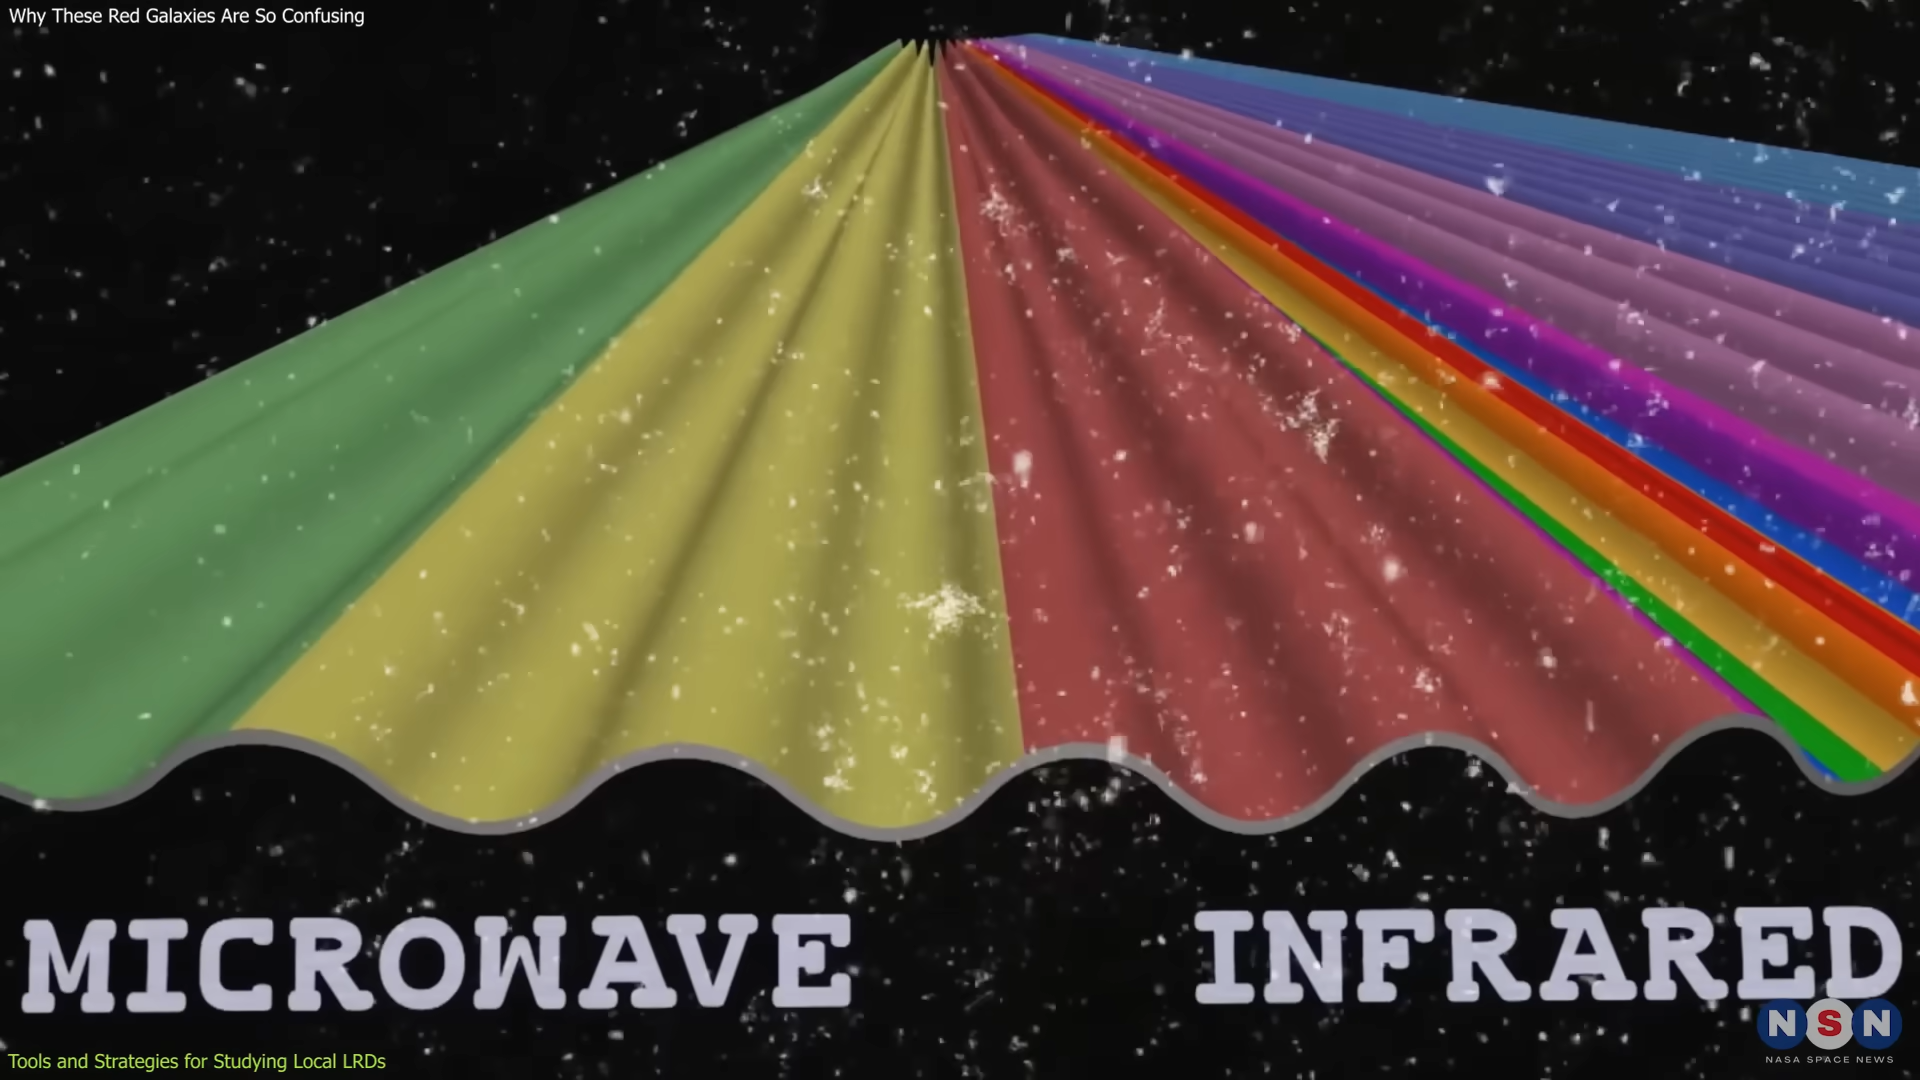 Why These Red Galaxies Are So Confusing
MICROWAVE INFRARED
NSN
NASA SPACE NEWS
Tools and Strategies for Studying Local LRDs